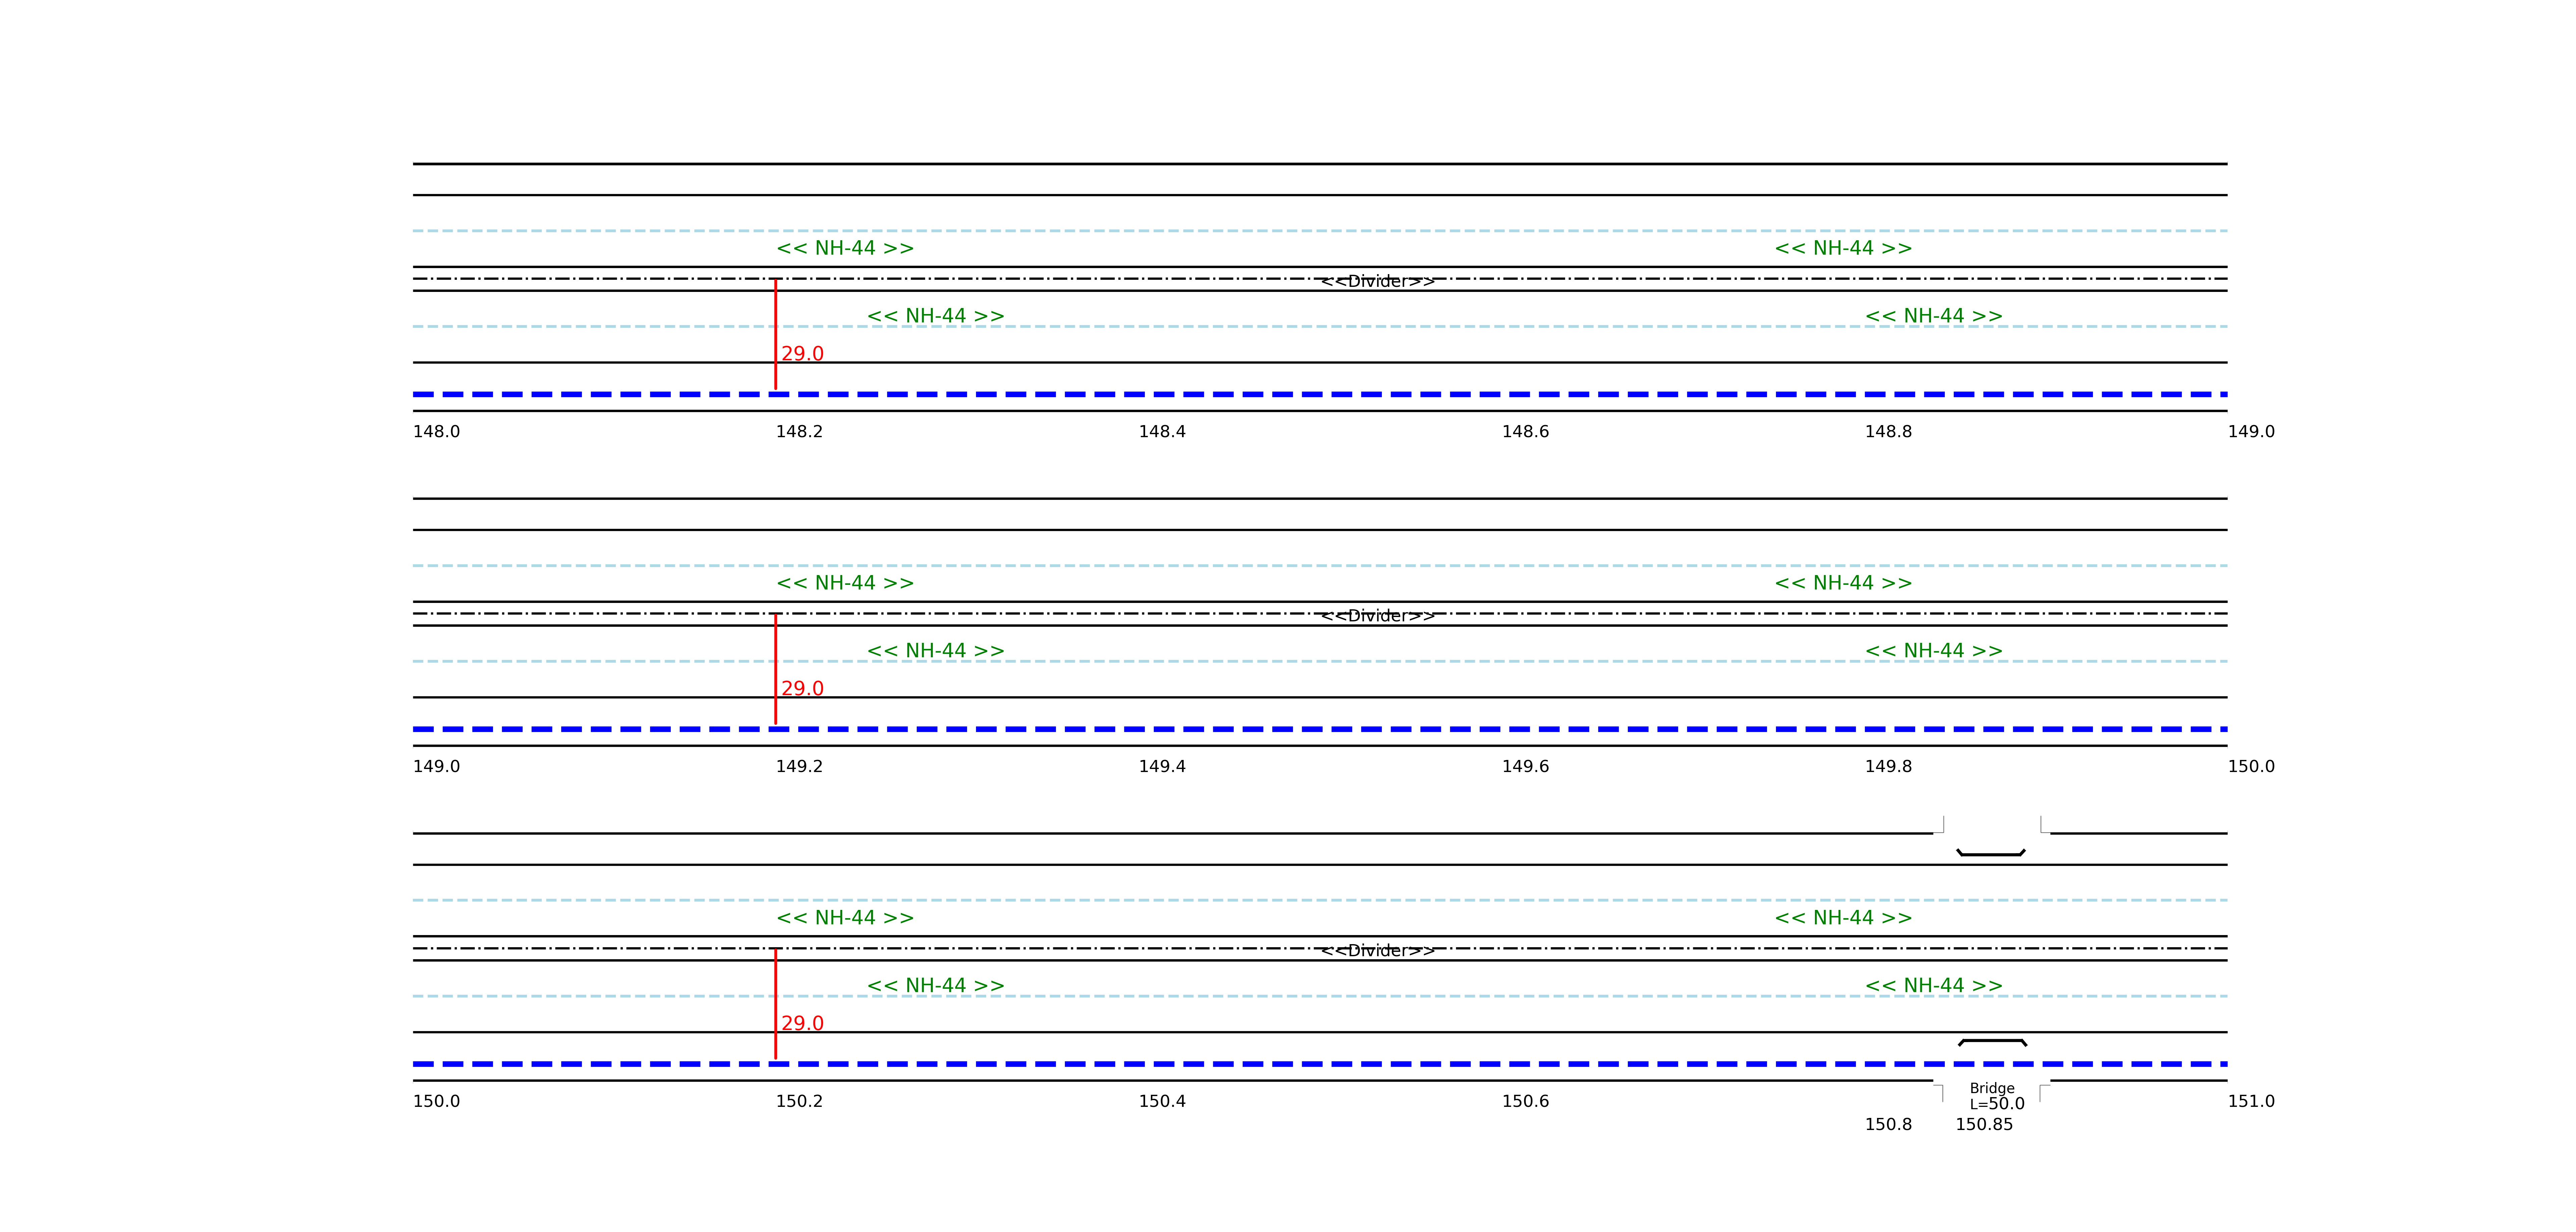 << NH-44 >> << NH-44 >>
<<Divider>>
<< NH-44 >> << NH-44 >>
29.0
148.0 148.2 148.4 148.6 148.8 149.0
<< NH-44 >> << NH-44 >>
<<Divider>>
<< NH-44 >> << NH-44 >>
29.0
149.0 149.2 149.4 149.6 149.8 150.0
<< NH-44 >> << NH-44 >>
<<Divider>>
<< NH-44 >> << NH-44 >>
29.0
Bridge
150.0 150.2 150.4 150.6 L=50.0 151.0
150.8 150.85